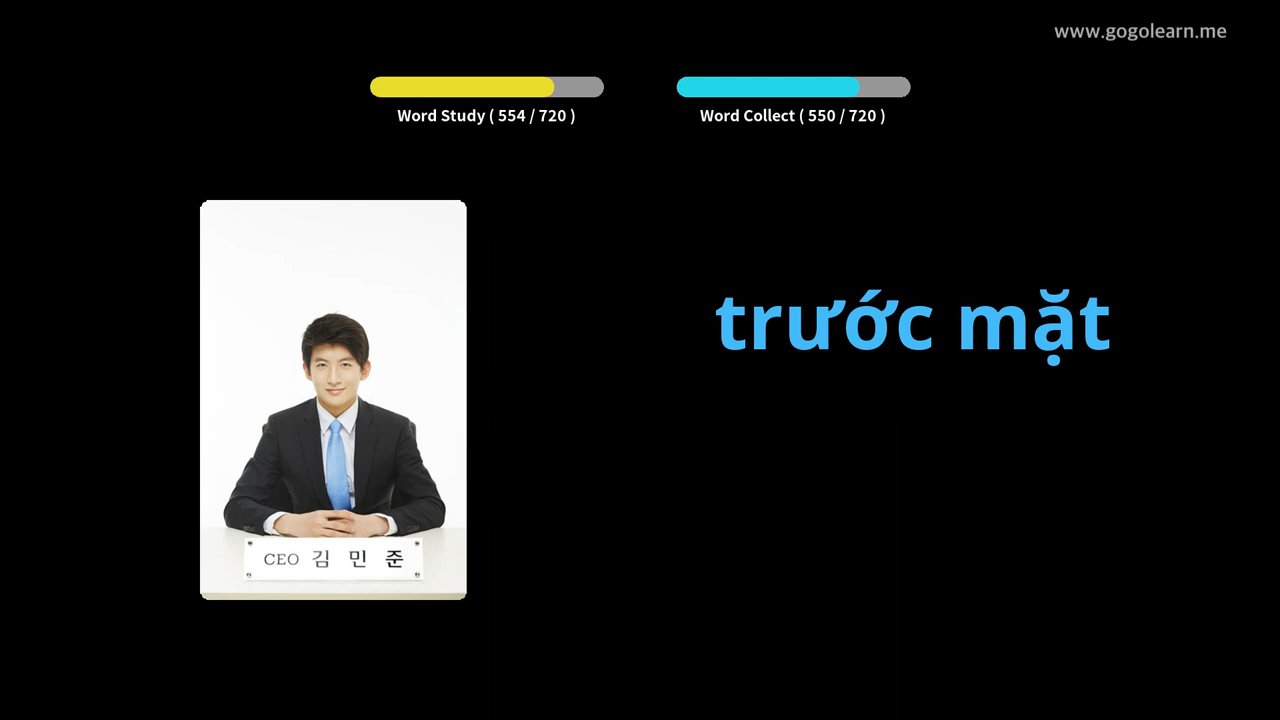 www.gogolearn.me
Word Study ( 554 / 720 )
Word Collect ( 550 / 720 )
trước mặt
CEO 김 민 준